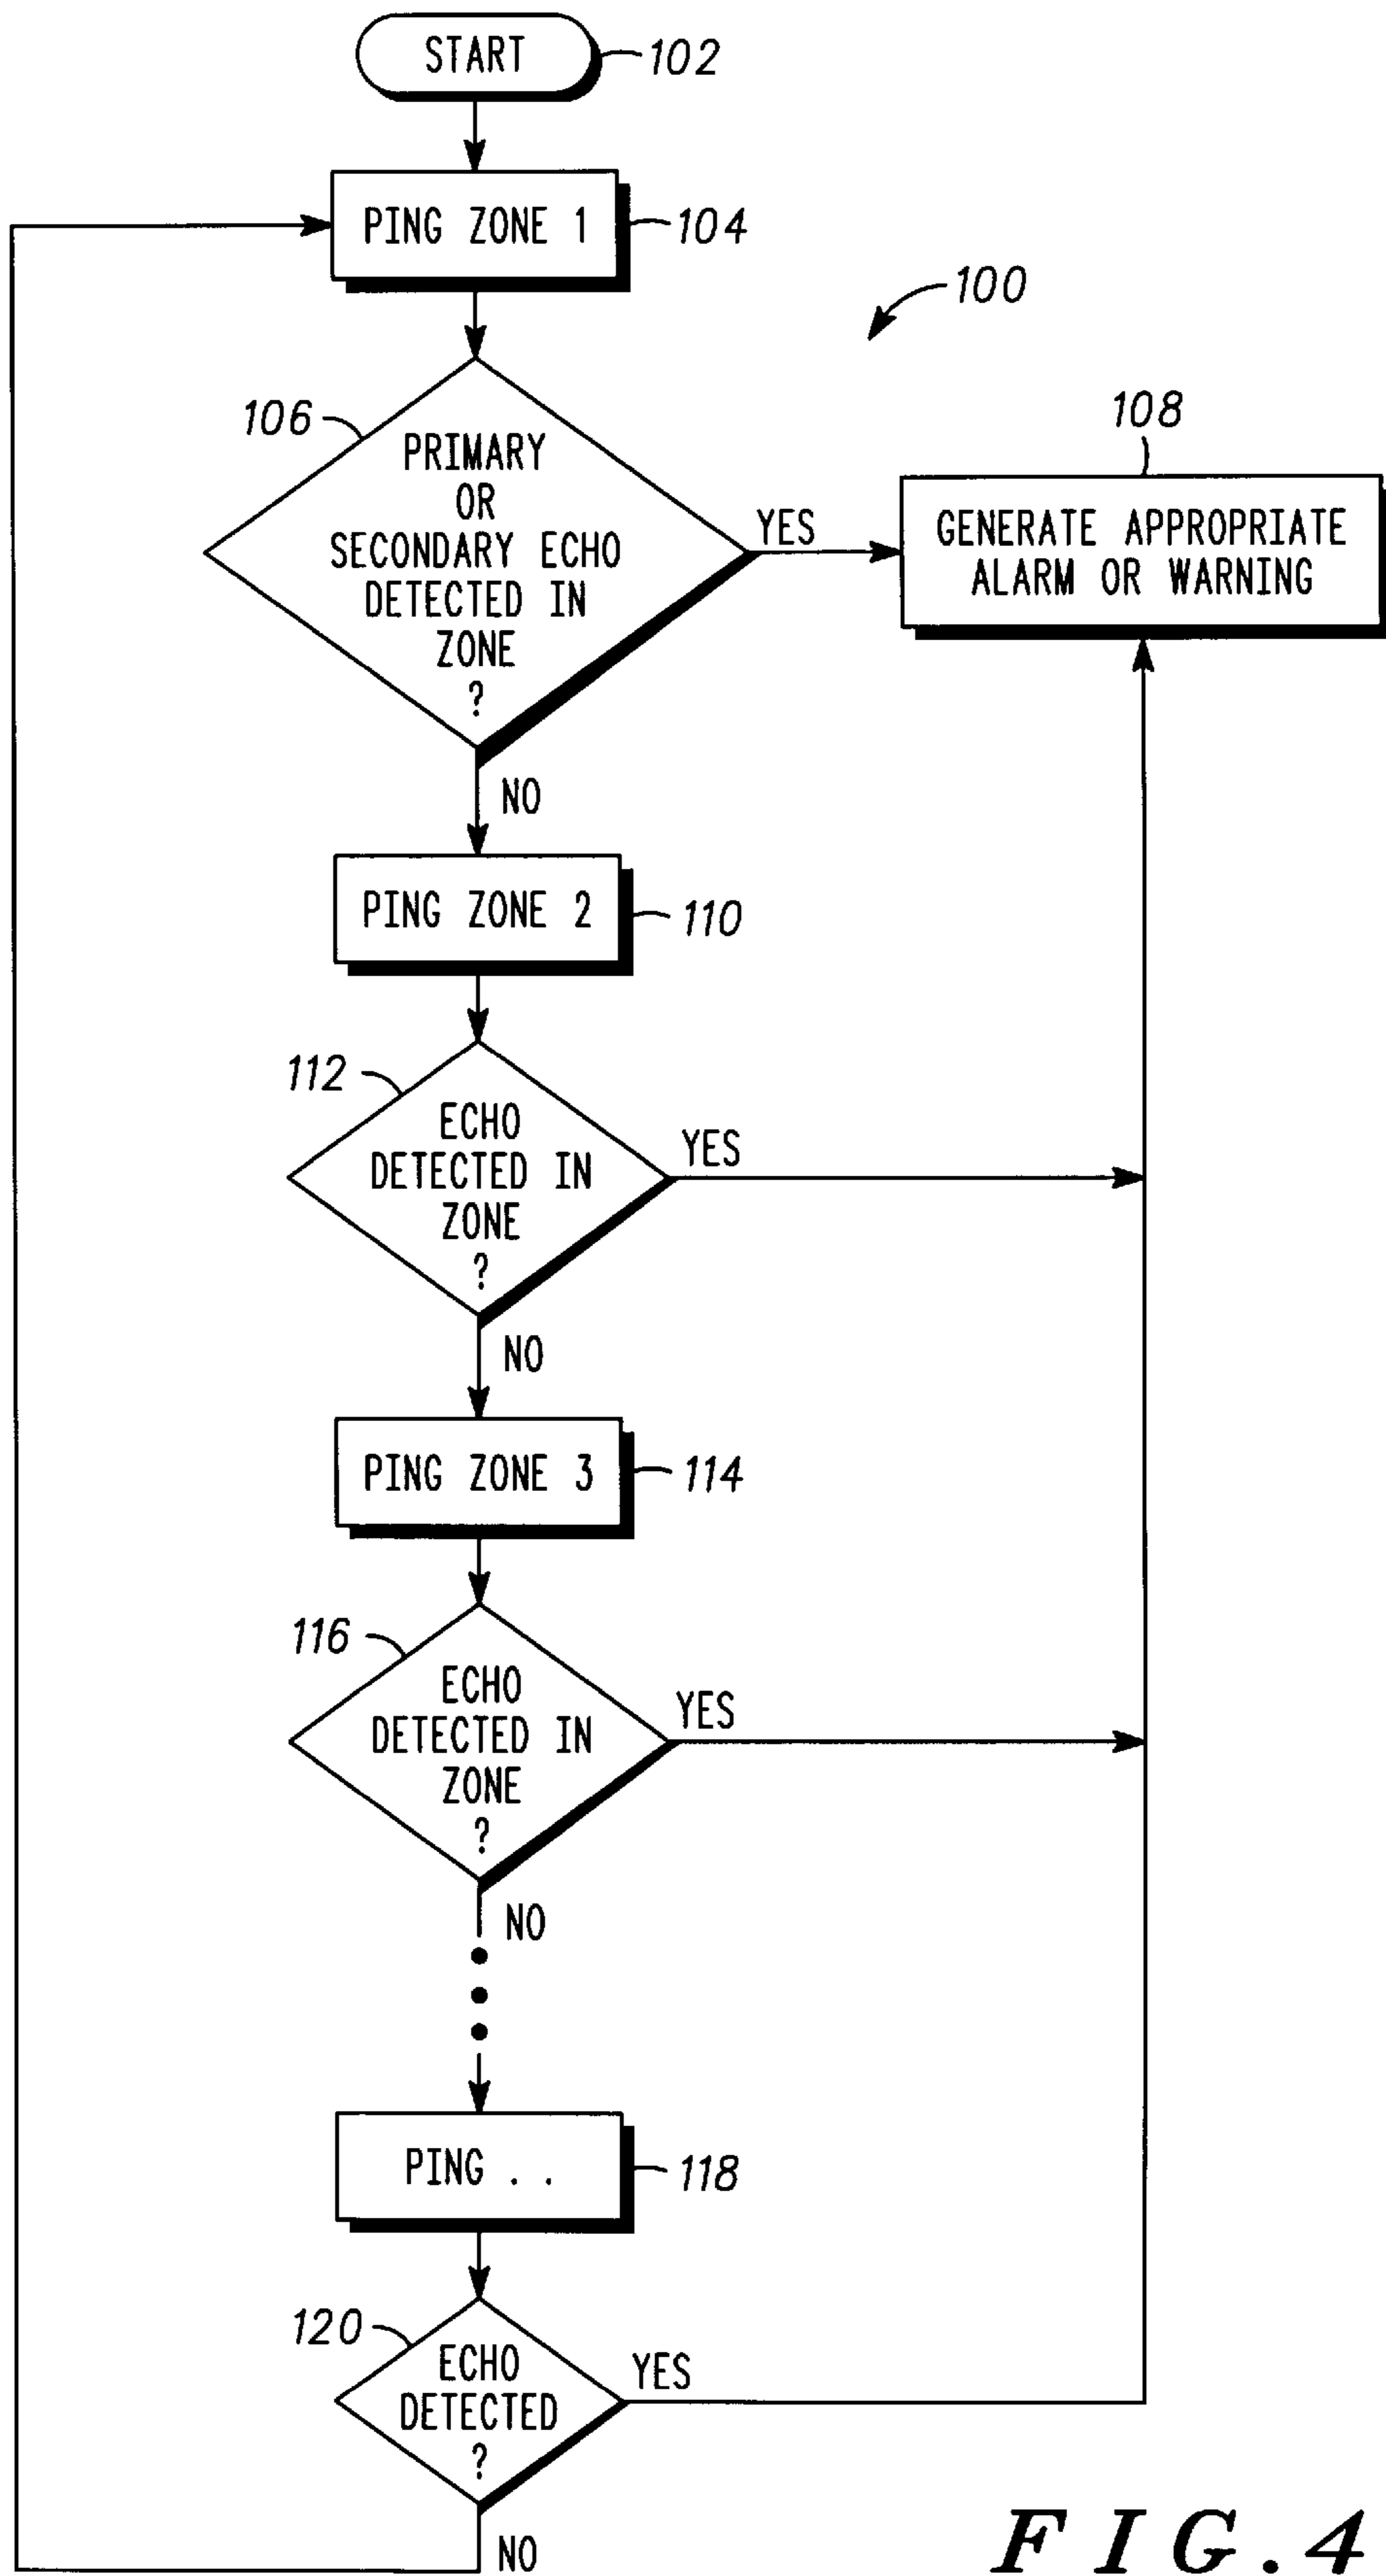 START
102
PING ZONE 1
104
100
106
PRIMARY
OR
SECONDARY ECHO
DETECTED IN
ZONE
?
YES
108
GENERATE APPROPRIATE
ALARM OR WARNING
NO
PING ZONE 2
110
112
ECHO
DETECTED IN
ZONE
?
YES
NO
PING ZONE 3
114
116
ECHO
DETECTED IN
ZONE
?
YES
NO
PING . .
118
120
ECHO
DETECTED
?
YES
NO
FIG.4